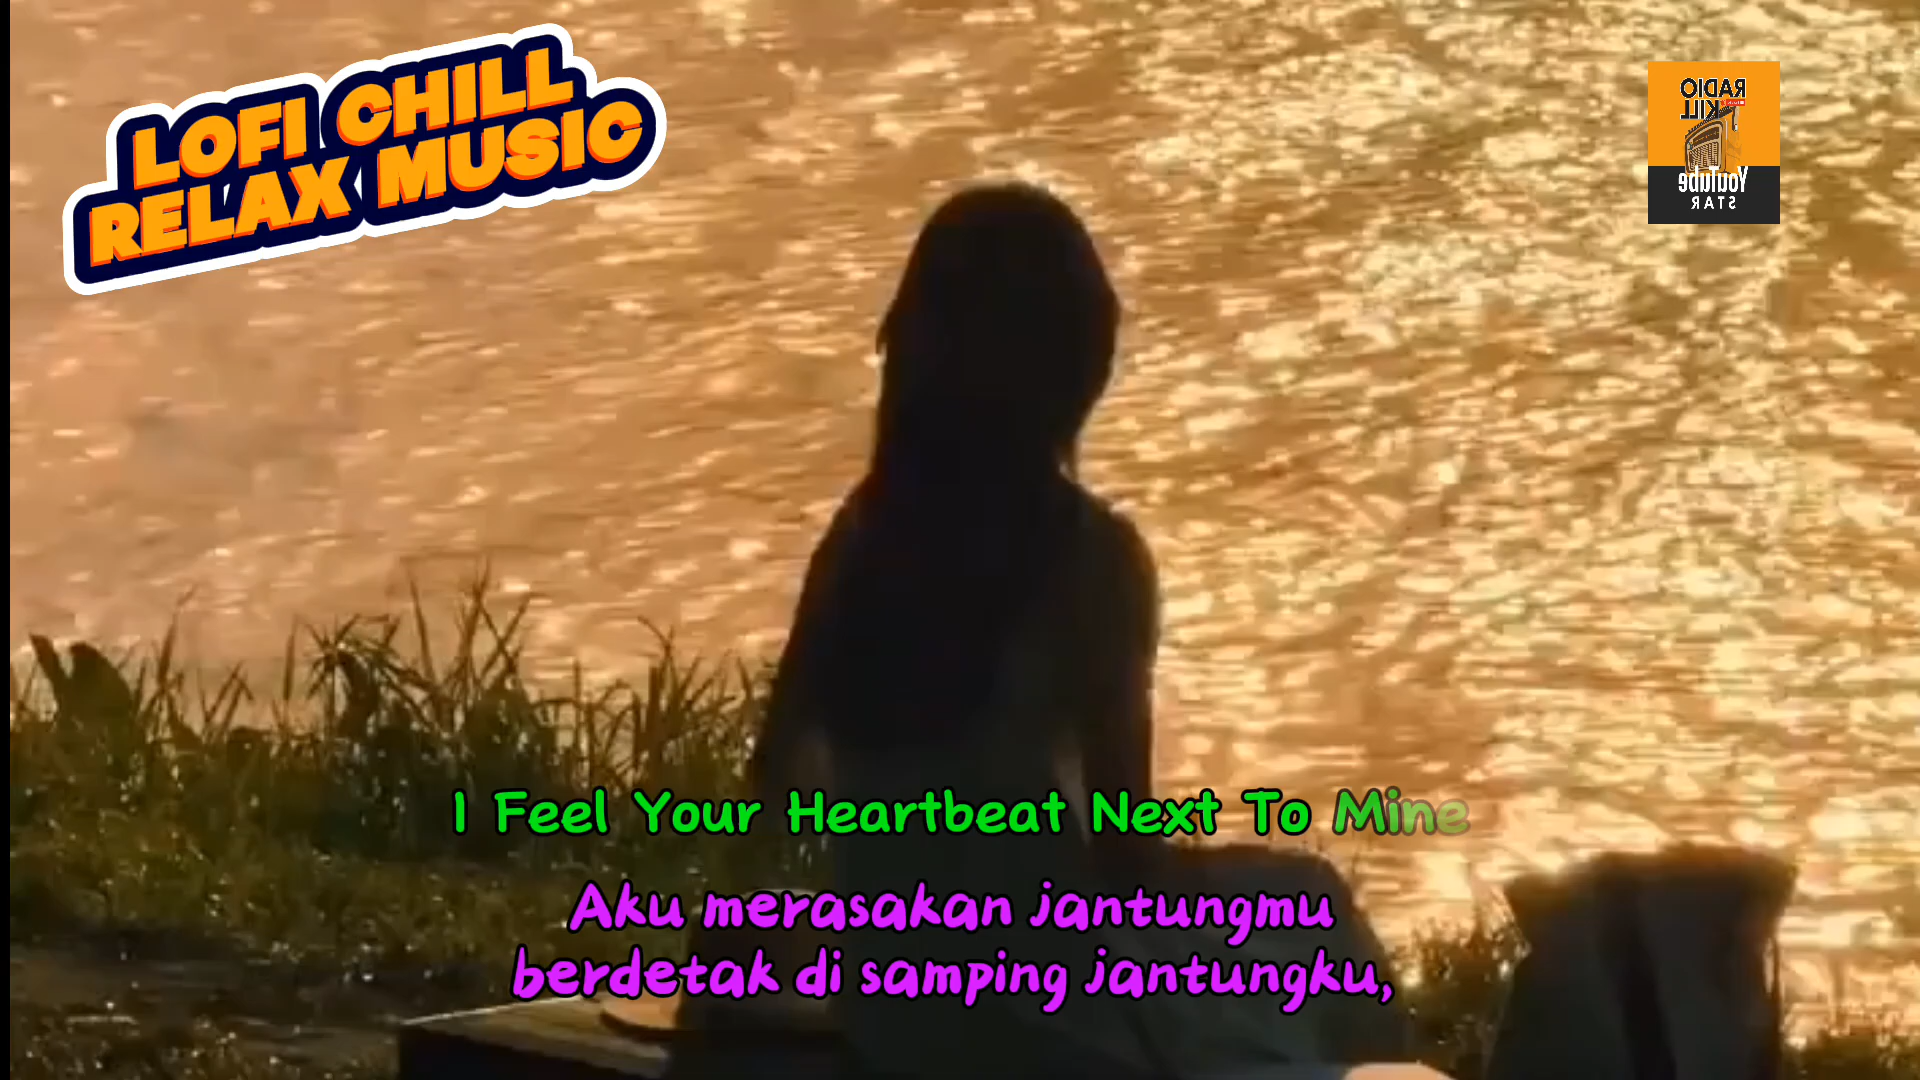 LOFI CHILL
RELAX MUSIC
RADIO
KILL
YouTube
STAR
I Feel Your Heartbeat Next To Mine
Aku merasakan jantungmu
berdetak di samping jantungku,